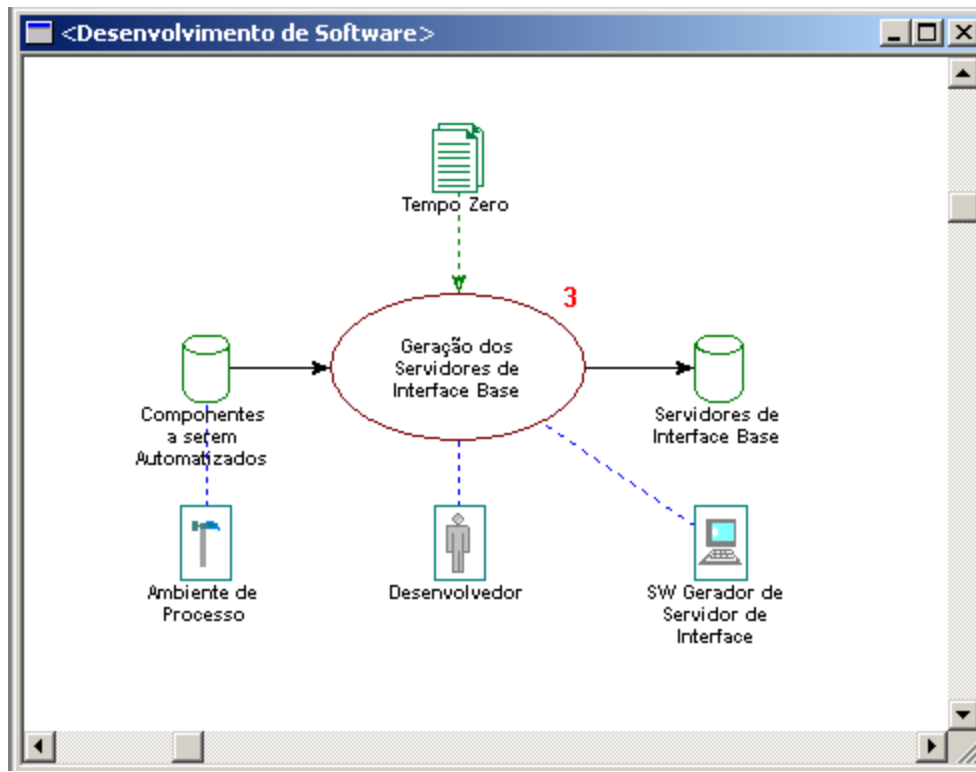 <Desenvolvimento de Software>
Tempo Zero
3
Geração dos
Servidores de
Interface Base
Componentes
a serem
Automatizados
Servidores de
Interface Base
Ambiente de
Processo
Desenvolvedor
SW Gerador de
Servidor de
Interface